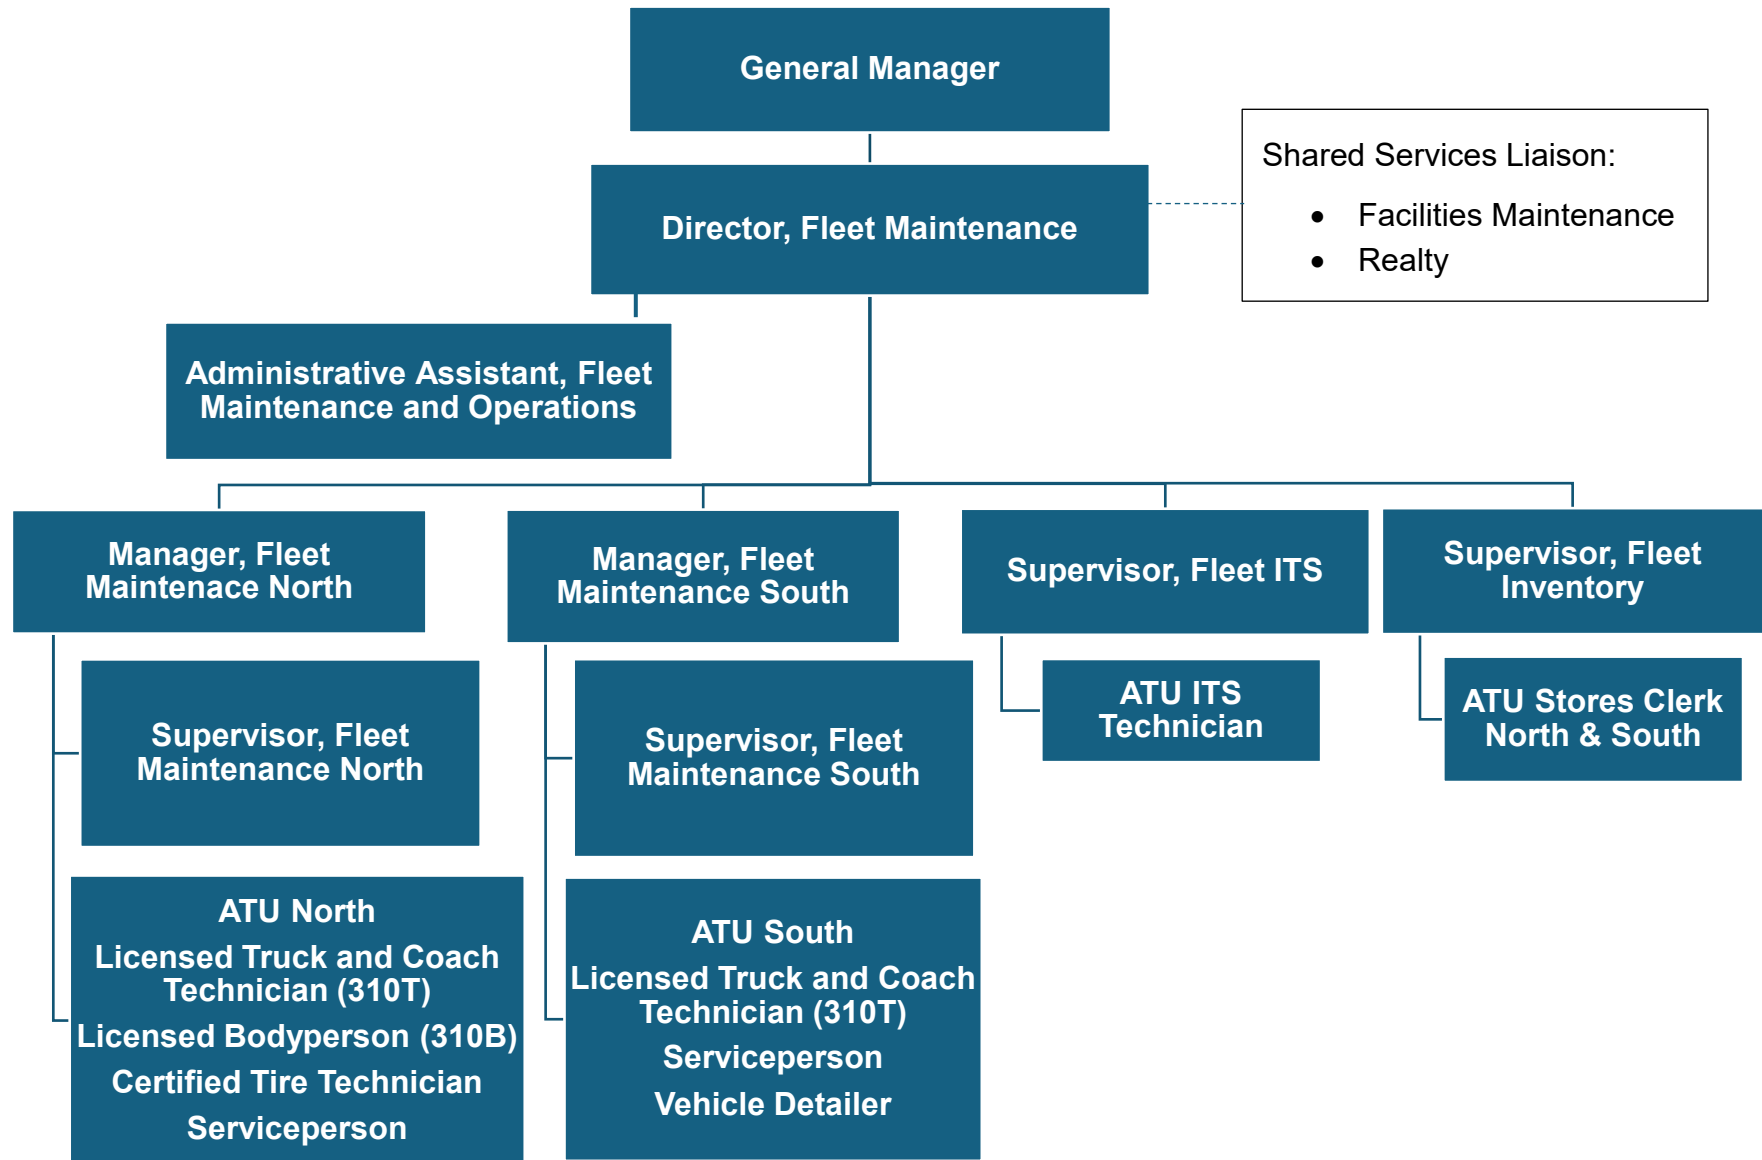 General Manager
Shared Services Liaison:
• Facilities Maintenance
• Realty
Director, Fleet Maintenance
Administrative Assistant, Fleet
Maintenance and Operations
Manager, Fleet
Maintenace North
Manager, Fleet
Maintenance South
Supervisor, Fleet ITS
Supervisor, Fleet
Inventory
Supervisor, Fleet
Maintenance North
Supervisor, Fleet
Maintenance South
ATU ITS
Technician
ATU Stores Clerk
North & South
ATU North
Licensed Truck and Coach
Technician (310T)
Licensed Bodyperson (310B)
Certified Tire Technician
Serviceperson
ATU South
Licensed Truck and Coach
Technician (310T)
Serviceperson
Vehicle Detailer